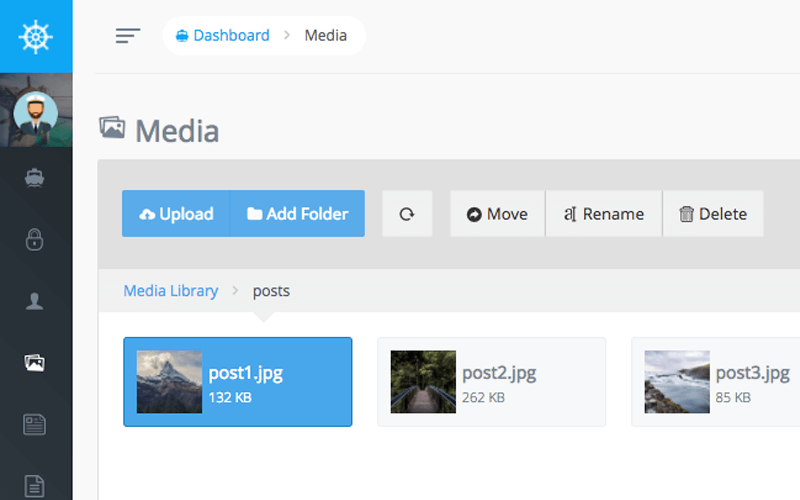 Dashboard > Media
Media
Upload Add Folder Move Rename Delete
Media Library > posts
post1.jpg post2.jpg post3.jpg
132 KB 262 KB 85 KB